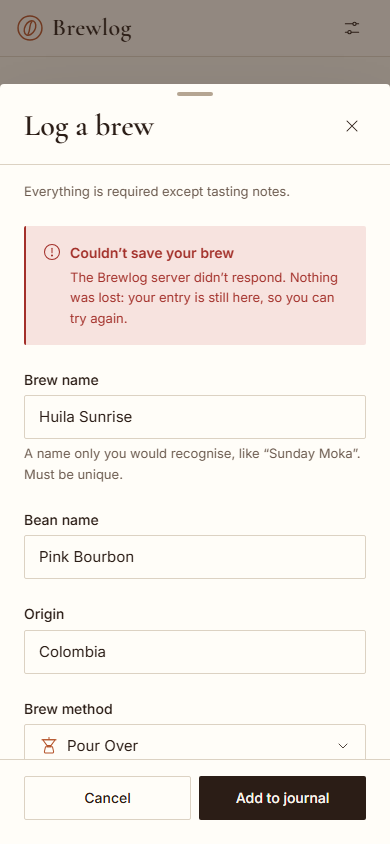 Brewlog
Log a brew
Everything is required except tasting notes.
Couldn’t save your brew
The Brewlog server didn’t respond. Nothing
was lost: your entry is still here, so you can
try again.
Brew name
Huila Sunrise
A name only you would recognise, like “Sunday Moka”.
Must be unique.
Bean name
Pink Bourbon
Origin
Colombia
Brew method
Pour Over
Cancel
Add to journal